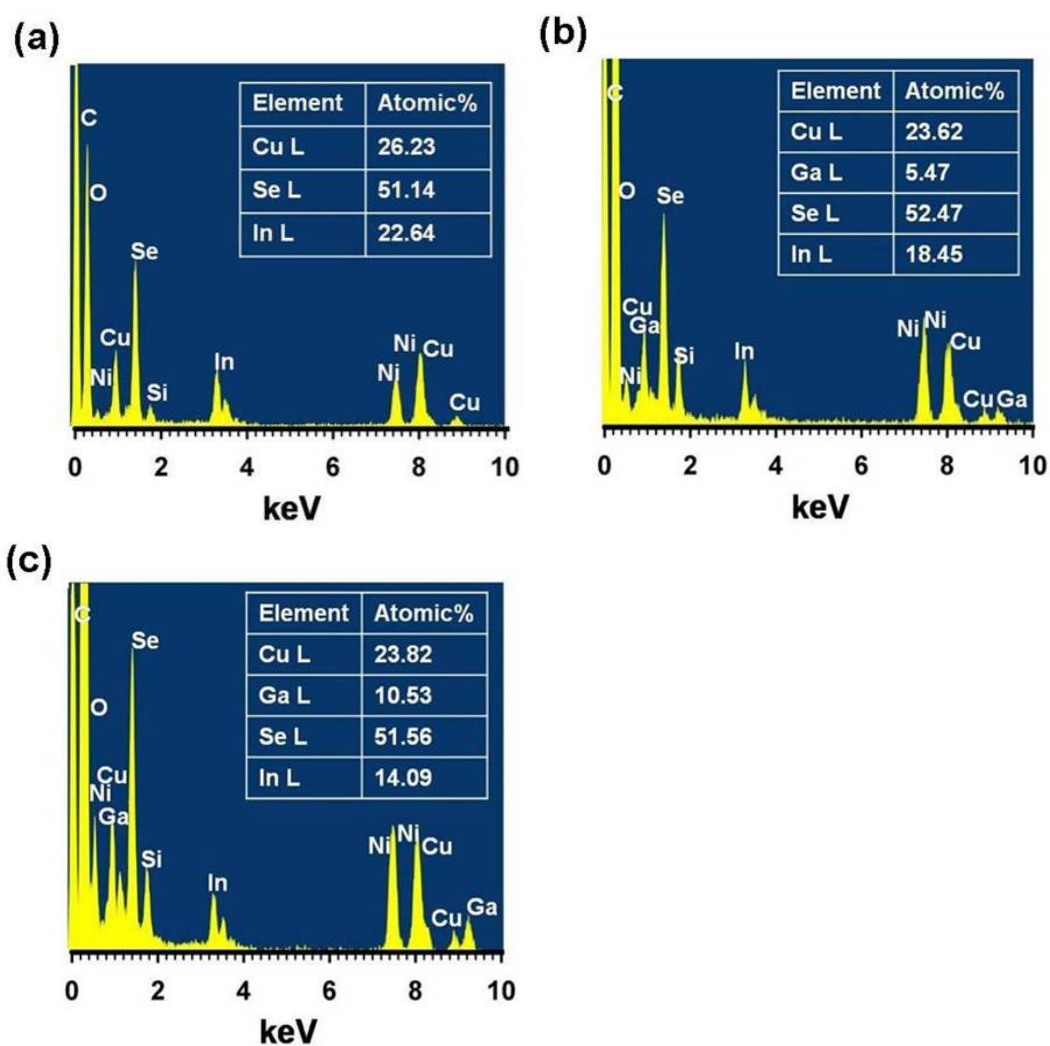 (a)
Element Atomic%
Cu L 26.23
Se L 51.14
In L 22.64
C
O
Se
Cu
Ni
Si
In
Ni
Ni
Cu
Cu
0 2 4 6 8 10
keV
(b)
Element Atomic%
Cu L 23.62
Ga L 5.47
Se L 52.47
In L 18.45
C
O
Se
Cu
Ga
Ni
Si
In
Ni
Ni
Cu
Cu
Ga
0 2 4 6 8 10
keV
(c)
Element Atomic%
Cu L 23.82
Ga L 10.53
Se L 51.56
In L 14.09
C
Se
O
Cu
Ni
Ga
Si
In
Ni
Ni
Cu
Cu
Ga
0 2 4 6 8 10
keV